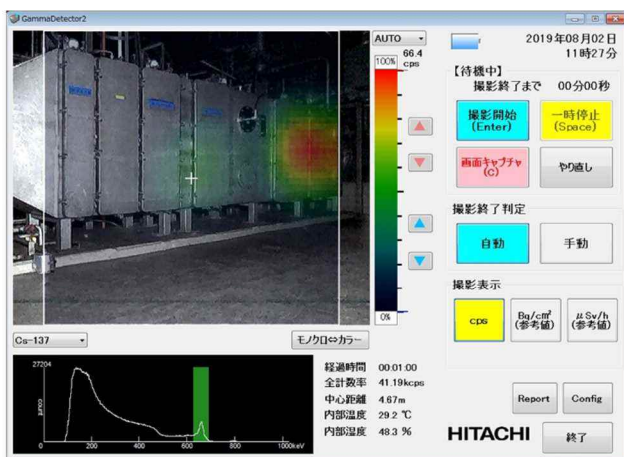 GammaDetector2
AUTO
66.4
cps
100%
0%
2019年08月02日
11時27分
【待機中】
撮影終了まで 00分00秒
撮影開始
(Enter)
一時停止
(Space)
画面キャプチャ
(C)
やり直し
撮影終了判定
自動
手動
撮影表示
cps
Bq/cm²
(参考値)
μSv/h
(参考値)
Cs-137
モノクロ⇔カラー
27204
count
0
200
400
600
800
1000keV
経過時間 00:01:00
全計数率 41.19kcps
中心距離 4.67m
内部温度 29.2 ℃
内部湿度 48.3 %
Report
Config
HITACHI
終了